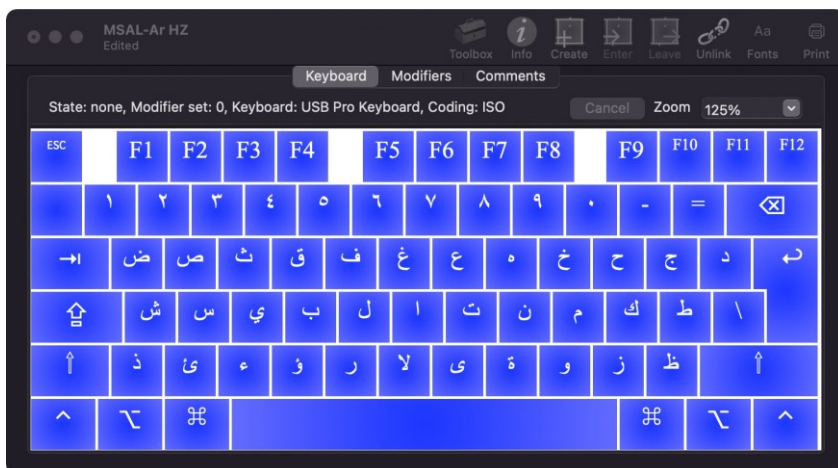 MSAL-Ar HZ
Edited
Toolbox Info Create Enter Leave Unlink Fonts Print
Aa
Keyboard Modifiers Comments
State: none, Modifier set: 0, Keyboard: USB Pro Keyboard, Coding: ISO Cancel Zoom 125%
ESC F1 F2 F3 F4 F5 F6 F7 F8 F9 F10 F11 F12
١ ٢ ٣ ٤ ٥ ٦ ٧ ٨ ٩ ٠ - =
ض ص ث ق ف غ ع ه خ ح ج د
ش س ي ب ل ا ت ن م ك ط \
ذ ئ ء ؤ ر لا ى ة و ز ظ